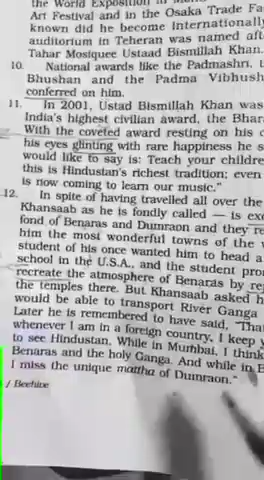 the World Exposition in
Art Festival and in the Osaka Trade Fa
known did he become internationally
auditorium in Teheran was named aft
Tahar Mosiquee Ustaad Bismillah Khan.
10. National awards like the Padmashri,
Bhushan and the Padma Vibhush
conferred on him.
11. In 2001, Ustad Bismillah Khan was
India's highest civilian award, the Bhar
With the coveted award resting on his c
his eyes glinting with rare happiness he s
would like to say is: Teach your childre
this is Hindustan's richest tradition; even
is now coming to learn our music."
12. In spite of having travelled all over the
Khansaab as he is fondly called — is exc
fond of Benaras and Dumraon and they re
him the most wonderful towns of the
student of his once wanted him to head a
school in the U.S.A., and the student pro
recreate the atmosphere of Benaras by rep
the temples there. But Khansaab asked h
would be able to transport River Ganga
Later he is remembered to have said, "Tha
whenever I am in a foreign country, I keep y
to see Hindustan. While in Mumbai, I think
Benaras and the holy Ganga. And while in B
I miss the unique mattha of Dumraon."
/ Beehive